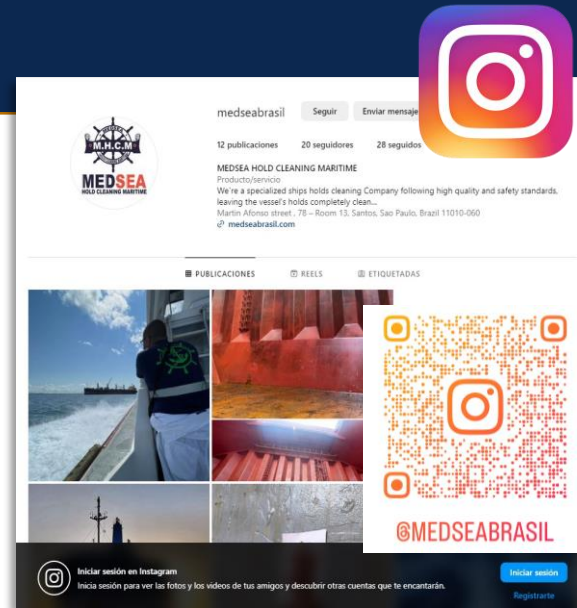 medseabrasil
Seguir
Enviar mensaje
12 publicaciones
20 seguidores
28 seguidos
M.H.C.M
MEDSEA
HOLD CLEANING MARITIME
MEDSEA HOLD CLEANING MARITIME
Producto/servicio
We're a specialized ships holds cleaning Company following high quality and safety standards,
leaving the vessel's holds completely clean...
Martin Afonso street , 78 – Room 13, Santos, Sao Paulo, Brazil 11010-060
medseabrasil.com
PUBLICACIONES
REELS
ETIQUETADAS
@MEDSEABRASIL
Iniciar sesión en Instagram
Inicia sesión para ver las fotos y los videos de tus amigos y descubrir otras cuentas que te encantarán.
Iniciar sesión
Registrarte